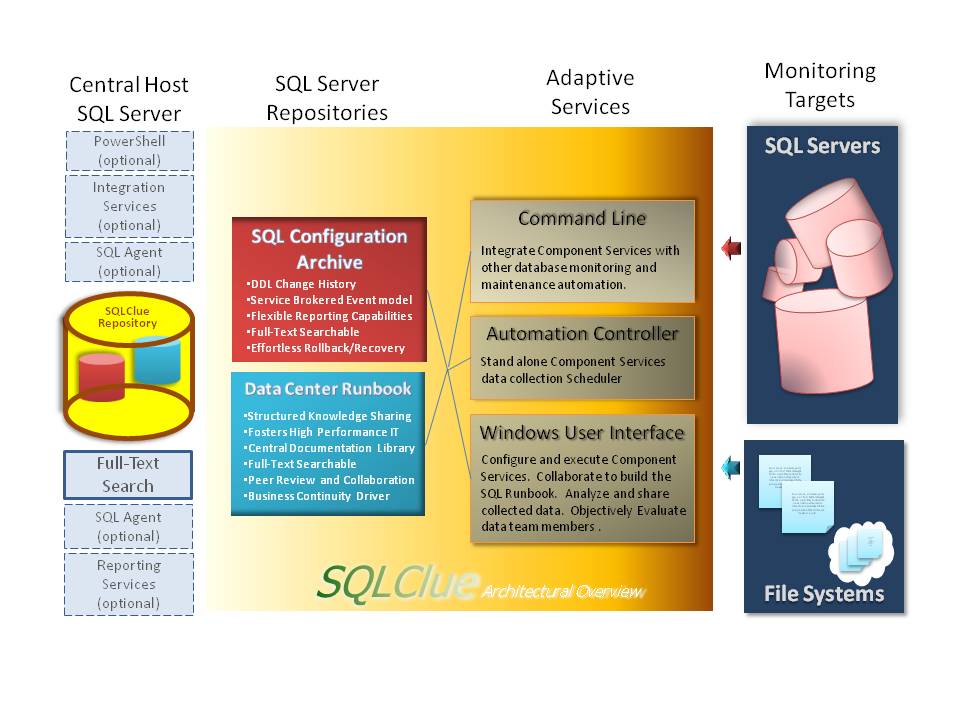 Central Host
SQL Server
SQL Server
Repositories
Adaptive
Services
Monitoring
Targets
PowerShell
(optional)
Integration
Services
(optional)
SQL Agent
(optional)
SQLClue
Repository
Full-Text
Search
SQL Agent
(optional)
Reporting
Services
(optional)
SQL Configuration
Archive
•DDL Change History
•Service Brokered Event model
•Flexible Reporting Capabilities
•Full-Text Searchable
•Effortless Rollback/Recovery
Data Center Runbook
•Structured Knowledge Sharing
•Fosters High Performance IT
•Central Documentation Library
•Full-Text Searchable
•Peer Review and Collaboration
•Business Continuity Driver
Command Line
Integrate Component Services with
other database monitoring and
maintenance automation.
Automation Controller
Stand alone Component Services
data collection Scheduler
Windows User Interface
Configure and execute Component
Services. Collaborate to build the
SQL Runbook. Analyze and share
collected data. Objectively Evaluate
data team members .
SQLClue Architectural Overview
SQL Servers
File Systems